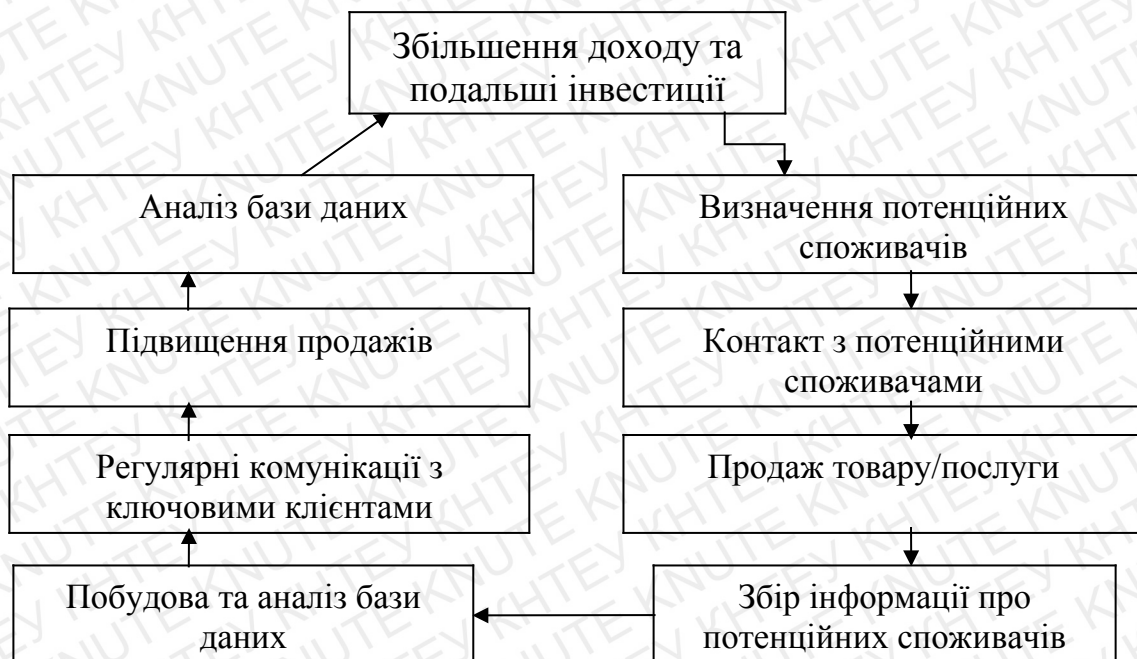 Збільшення доходу та
подальші інвестиції
Аналіз бази даних
Визначення потенційних
споживачів
Підвищення продажів
Контакт з потенційними
споживачами
Регулярні комунікації з
ключовими клієнтами
Продаж товару/послуги
Побудова та аналіз бази
даних
Збір інформації про
потенційних споживачів